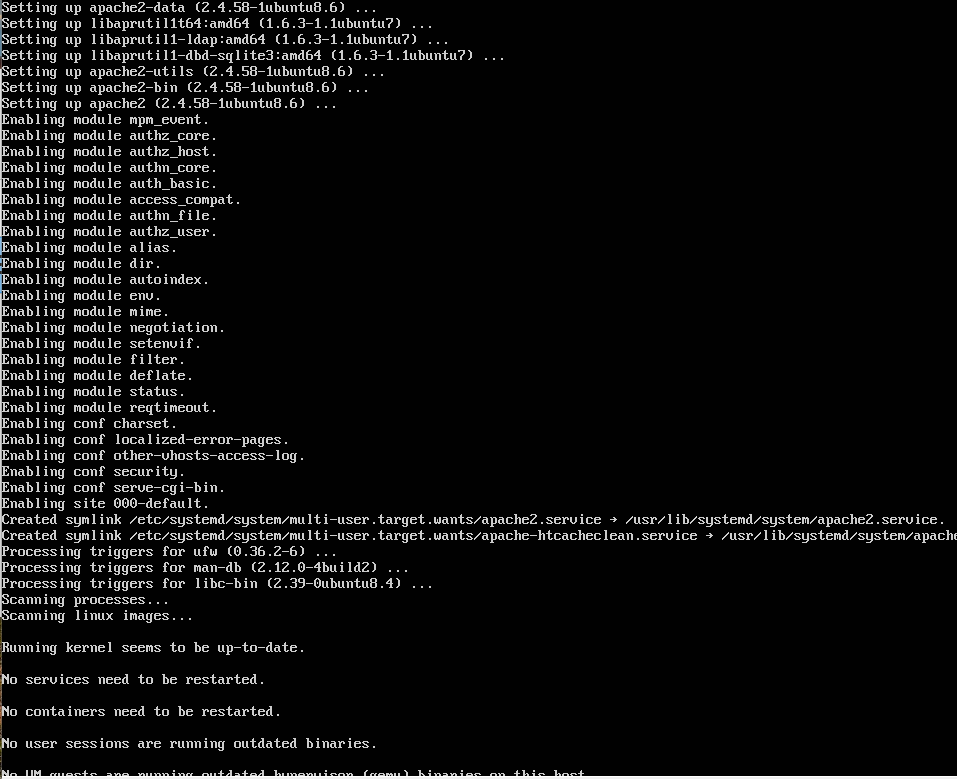 Setting up apache2-data (2.4.58-1ubuntu8.6) ...
Setting up libaprutil1t64:amd64 (1.6.3-1.1ubuntu7) ...
Setting up libaprutil1-ldap:amd64 (1.6.3-1.1ubuntu7) ...
Setting up libaprutil1-dbd-sqlite3:amd64 (1.6.3-1.1ubuntu7) ...
Setting up apache2-utils (2.4.58-1ubuntu8.6) ...
Setting up apache2-bin (2.4.58-1ubuntu8.6) ...
Setting up apache2 (2.4.58-1ubuntu8.6) ...
Enabling module mpm_event.
Enabling module authz_core.
Enabling module authz_host.
Enabling module authn_core.
Enabling module auth_basic.
Enabling module access_compat.
Enabling module authn_file.
Enabling module authz_user.
Enabling module alias.
Enabling module dir.
Enabling module autoindex.
Enabling module env.
Enabling module mime.
Enabling module negotiation.
Enabling module setenvif.
Enabling module filter.
Enabling module deflate.
Enabling module status.
Enabling module reqtimeout.
Enabling conf charset.
Enabling conf localized-error-pages.
Enabling conf other-vhosts-access-log.
Enabling conf security.
Enabling conf serve-cgi-bin.
Enabling site 000-default.
Created symlink /etc/systemd/system/multi-user.target.wants/apache2.service → /usr/lib/systemd/system/apache2.service.
Created symlink /etc/systemd/system/multi-user.target.wants/apache-htcacheclean.service → /usr/lib/systemd/system/apache
Processing triggers for ufw (0.36.2-6) ...
Processing triggers for man-db (2.12.0-4build2) ...
Processing triggers for libc-bin (2.39-0ubuntu8.4) ...
Scanning processes...
Scanning linux images...
Running kernel seems to be up-to-date.
No services need to be restarted.
No containers need to be restarted.
No user sessions are running outdated binaries.
No VM guests are running outdated hypervisor (qemu) binaries on this host